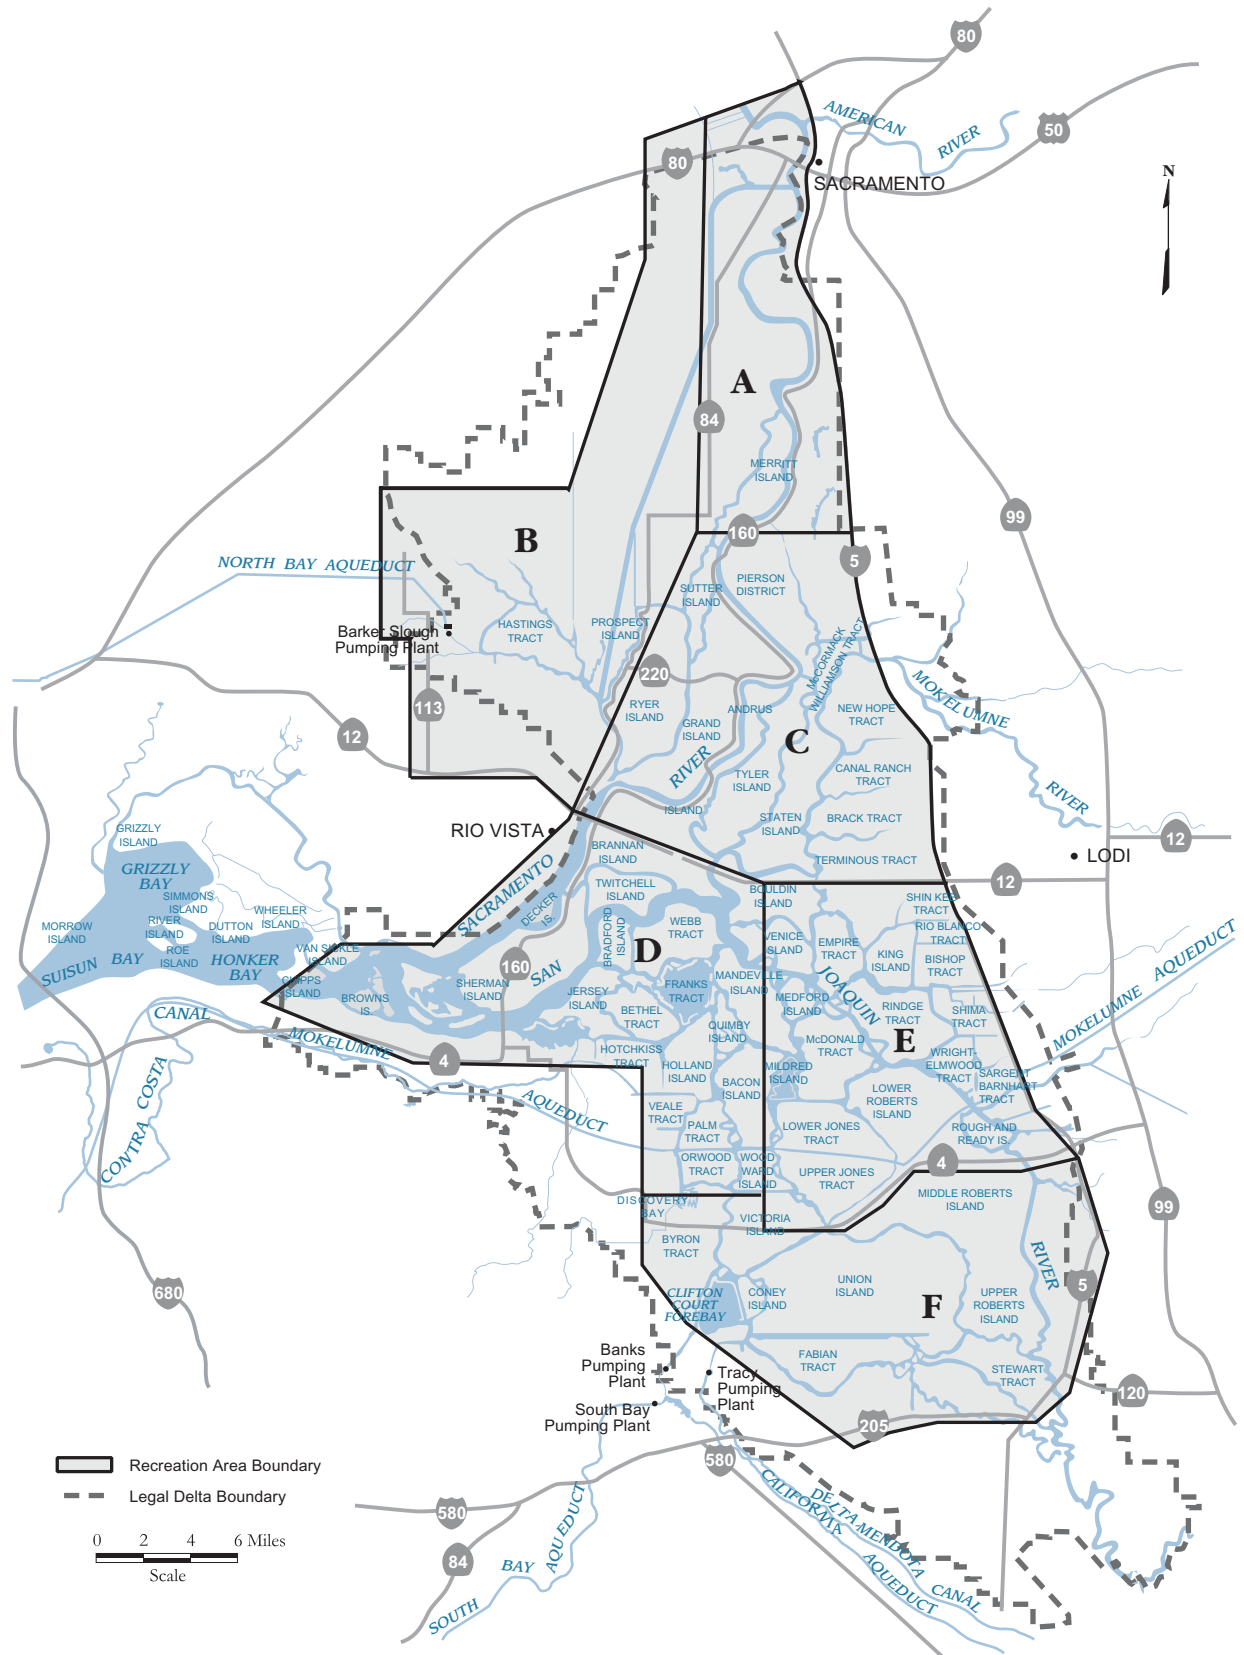 80
AMERICAN
RIVER
50
80
SACRAMENTO
N
A
84
MERRITT
ISLAND
99
160
B
5
NORTH BAY AQUEDUCT
PIERSON
DISTRICT
SUTTER
ISLAND
HASTINGS
TRACT
PROSPECT
ISLAND
Barker Slough
Pumping Plant
McCORMACK
WILLIAMSON TRACT
220
MOKELUMNE
RIVER
113
RYER
ISLAND
ANDRUS
NEW HOPE
TRACT
GRAND
ISLAND
12
C
RIVER
CANAL RANCH
TRACT
TYLER
ISLAND
ISLAND
STATEN
ISLAND
BRACK TRACT
12
RIO VISTA
GRIZZLY
ISLAND
BRANNAN
ISLAND
TERMINOUS TRACT
LODI
GRIZZLY
BAY
SACRAMENTO
TWITCHELL
ISLAND
BOULDIN
ISLAND
12
SIMMONS
ISLAND
DECKER
IS.
SHIN KEE
TRACT
WHEELER
ISLAND
MORROW
ISLAND
RIVER
ISLAND
DUTTON
ISLAND
BRADFORD
ISLAND
WEBB
TRACT
RIO BLANCO
TRACT
ROE
ISLAND
VAN SICKLE
ISLAND
D
VENICE
ISLAND
EMPIRE
TRACT
KING
ISLAND
BISHOP
TRACT
MOKELUMNE AQUEDUCT
SUISUN BAY
HONKER
BAY
160
SAN
CHIPPS
ISLAND
BROWNS
IS.
SHERMAN
ISLAND
JERSEY
ISLAND
FRANKS
TRACT
MANDEVILLE
ISLAND
MEDFORD
ISLAND
JOAQUIN
RINDGE
TRACT
SHIMA
TRACT
CANAL
BETHEL
TRACT
QUIMBY
ISLAND
McDONALD
TRACT
E
MOKELUMNE
4
HOTCHKISS
TRACT
HOLLAND
ISLAND
MILDRED
ISLAND
WRIGHT-
ELMWOOD
TRACT
SARGENT
BARNHART
TRACT
CONTRA COSTA
BACON
ISLAND
LOWER
ROBERTS
ISLAND
AQUEDUCT
VEALE
TRACT
PALM
TRACT
LOWER JONES
TRACT
ROUGH AND
READY IS.
ORWOOD
TRACT
WOOD
WARD
ISLAND
UPPER JONES
TRACT
4
DISCOVERY
BAY
MIDDLE ROBERTS
ISLAND
99
VICTORIA
ISLAND
BYRON
TRACT
RIVER
680
CLIFTON
COURT
FOREBAY
CONEY
ISLAND
UNION
ISLAND
UPPER
ROBERTS
ISLAND
5
F
Banks
Pumping
Plant
FABIAN
TRACT
Tracy
Pumping
Plant
STEWART
TRACT
120
South Bay
Pumping Plant
205
580
Recreation Area Boundary
Legal Delta Boundary
CALIFORNIA
AQUEDUCT
DELTA-MENDOTA
CANAL
580
0 2 4 6 Miles
Scale
84
SOUTH BAY AQUEDUCT